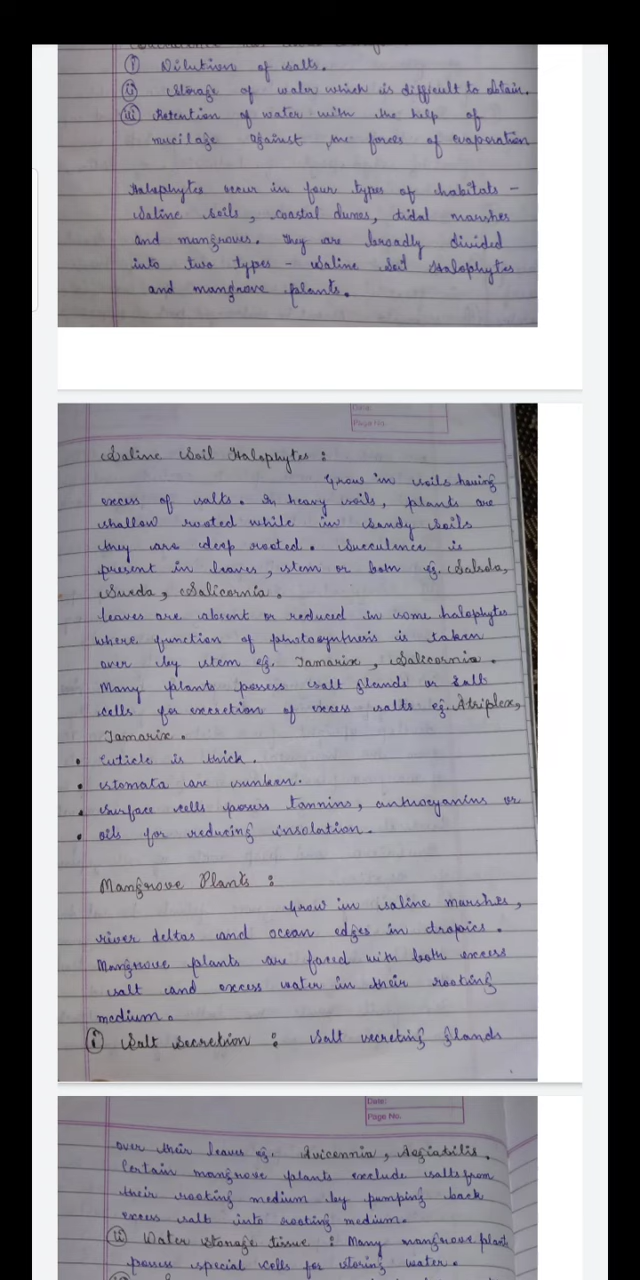 (i) Dilution of salts.
(ii) Storage of water which is difficult to obtain.
(iii) Retention of water with the help of
mucilage against the forces of evaporation
Halophytes occur in four types of habitats -
Saline soils, coastal dunes, tidal marshes
and mangroves. They are broadly divided
into two types - Saline Soil Halophytes
and mangrove plants.
Date:
Page No.
Saline Soil Halophytes :
Grow in soils having
excess of salts. In heavy soils, plants are
shallow rooted while in sandy soils
they are deep rooted. Succulence is
present in leaves, stem or both eg. Salsola,
Sueda, Salicornia.
leaves are absent or reduced in some halophytes
where function of photosynthesis is taken
over by stem eg. Tamarix, Salicornia.
Many plants possess salt glands or salt
cells for excretion of excess salts eg. Atriplex,
Tamarix.
• Cuticle is thick.
• Stomata are sunken.
• Surface cells possess tannins, anthocyanins or
• oils for reducing insolation.
Mangrove Plants :
Grow in saline marshes,
river deltas and ocean edges in dropics.
Mangrove plants are faced with both excess
salt and excess water in their rooting
medium.
(i) Salt Secretion : Salt secreting glands
Date:
Page No.
over their leaves eg. Avicennia, Aegiatilis.
Certain mangrove plants exclude salts from
their rooting medium by pumping back
excess salt into rooting medium.
(ii) Water Storage tissue : Many mangrove plant
possess special cells for storing water.